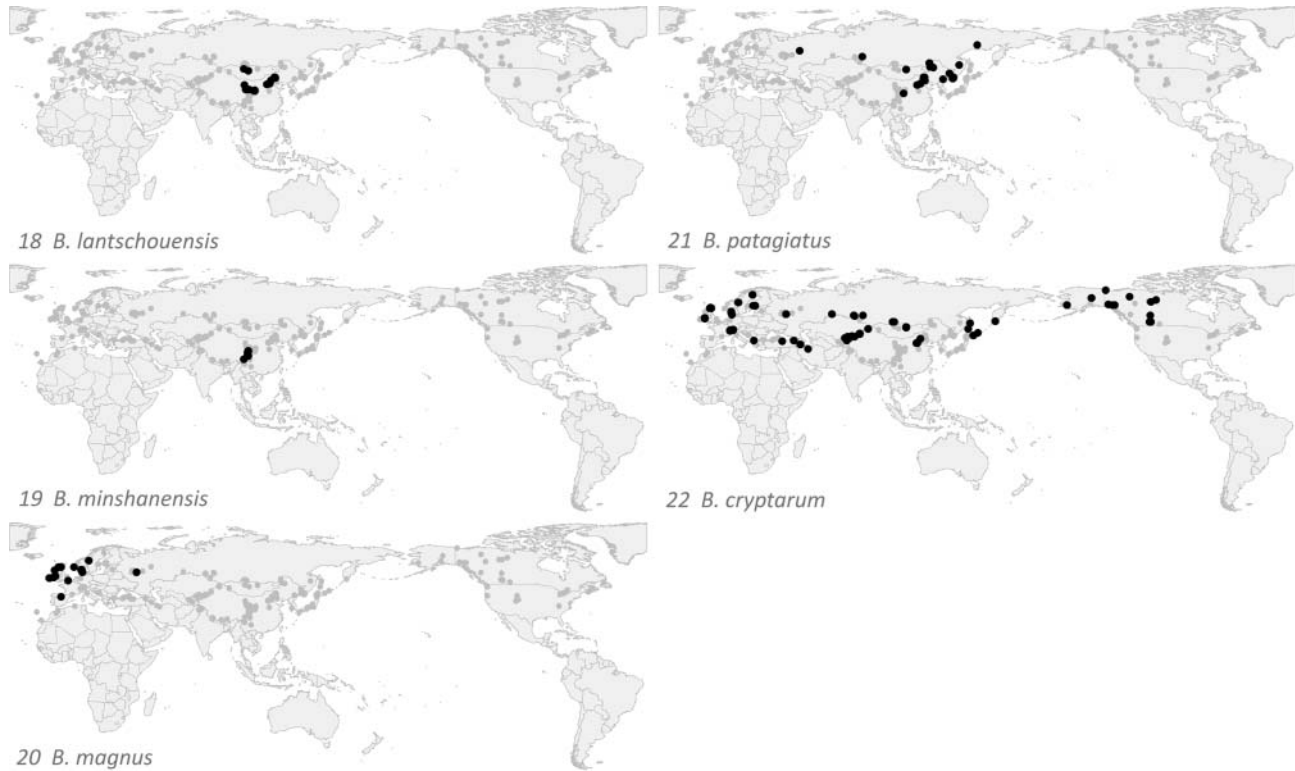 18 B. lantschouensis
21 B. patagiatus
19 B. minshanensis
22 B. cryptarum
20 B. magnus